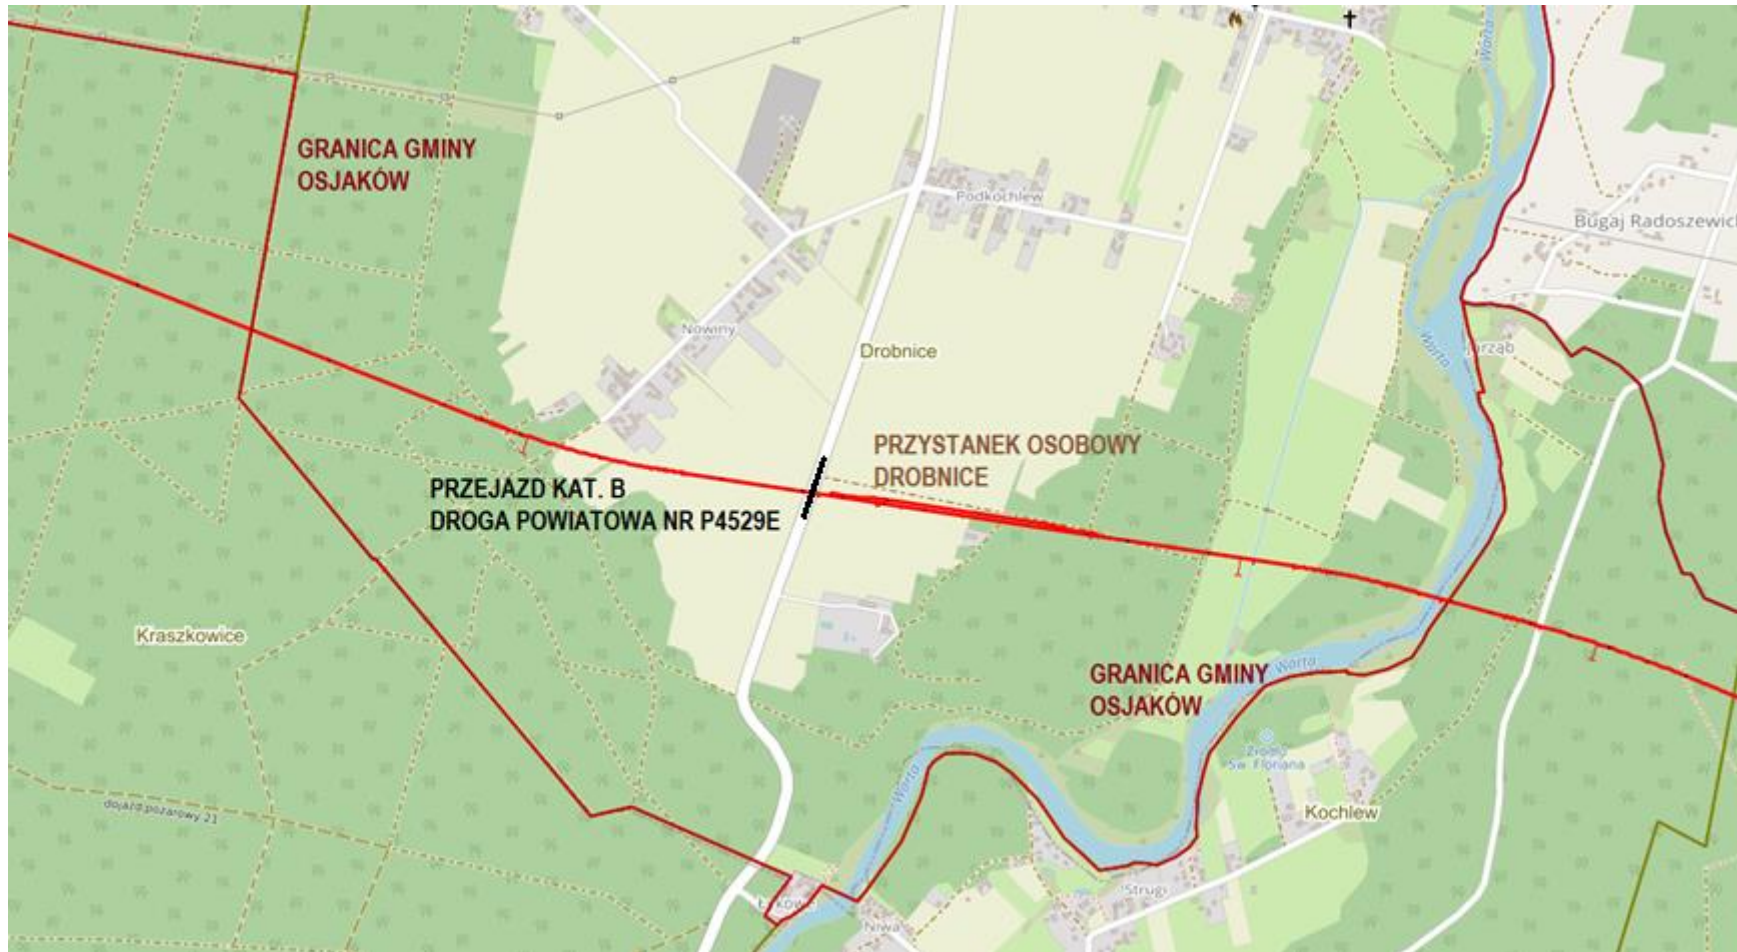 Warta
GRANICA GMINY
OSJAKÓW
Podkochlew
Bugaj Radoszewick
Nowiny
Drobnice
Warta
Jarząb
PRZYSTANEK OSOBOWY
DROBNICE
PRZEJAZD KAT. B
DROGA POWIATOWA NR P4529E
Kraszkowice
GRANICA GMINY
OSJAKÓW
Warta
Źródło
Św. Floriana
Warta
dojazd pożarowy 21
Kochlew
Strugi
Łykowe
Niwa